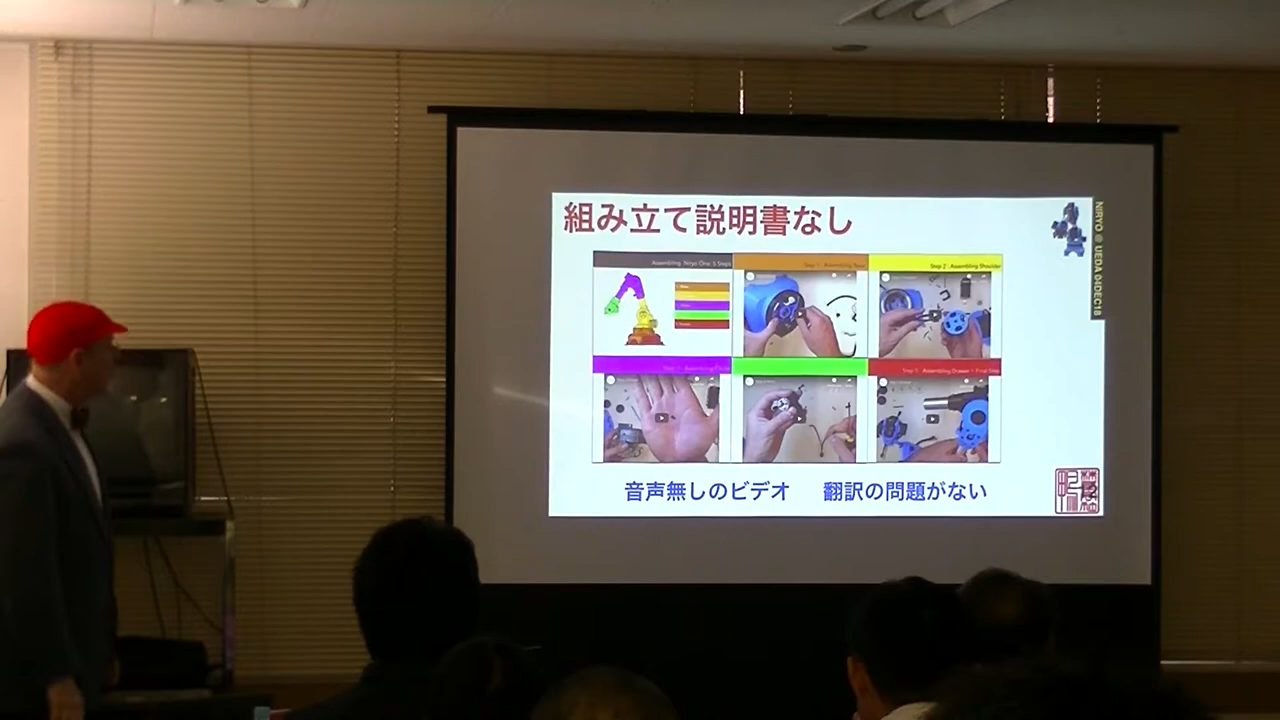 組み立て説明書なし
NIRYO @ UEDA 04DEC18
Assembling Niryo One: 5 Steps
Step 1 : Assembling Base
Step 2 : Assembling Shoulder
Step 5 : Assembling Drawer + Final Step
音声無しのビデオ 翻訳の問題がない